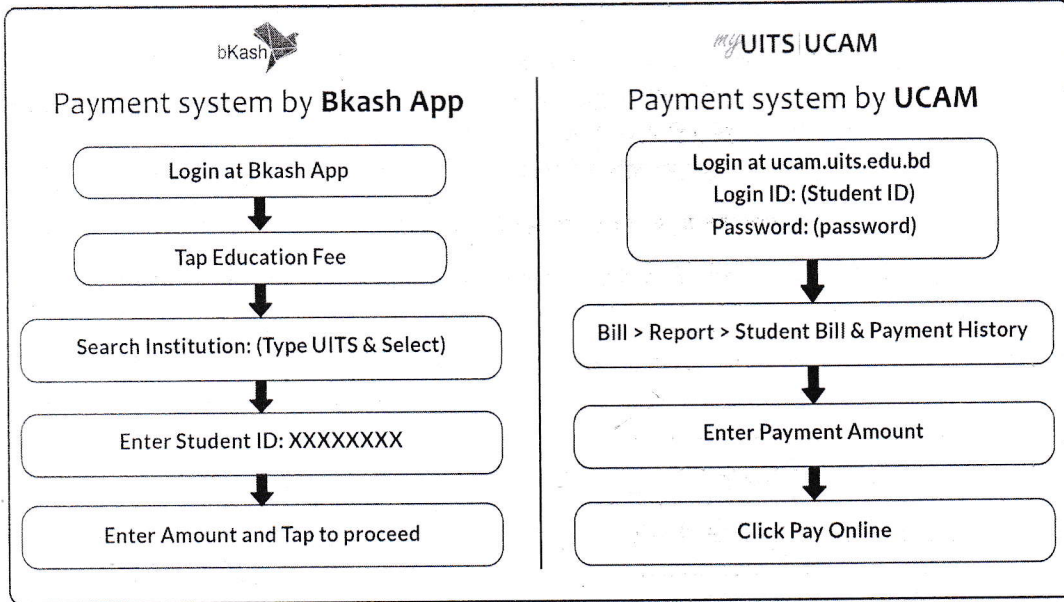 bKash
Payment system by Bkash App
Login at Bkash App
Tap Education Fee
Search Institution: (Type UITS & Select)
Enter Student ID: XXXXXXXX
Enter Amount and Tap to proceed
myUITS|UCAM
Payment system by UCAM
Login at ucam.uits.edu.bd
Login ID: (Student ID)
Password: (password)
Bill > Report > Student Bill & Payment History
Enter Payment Amount
Click Pay Online